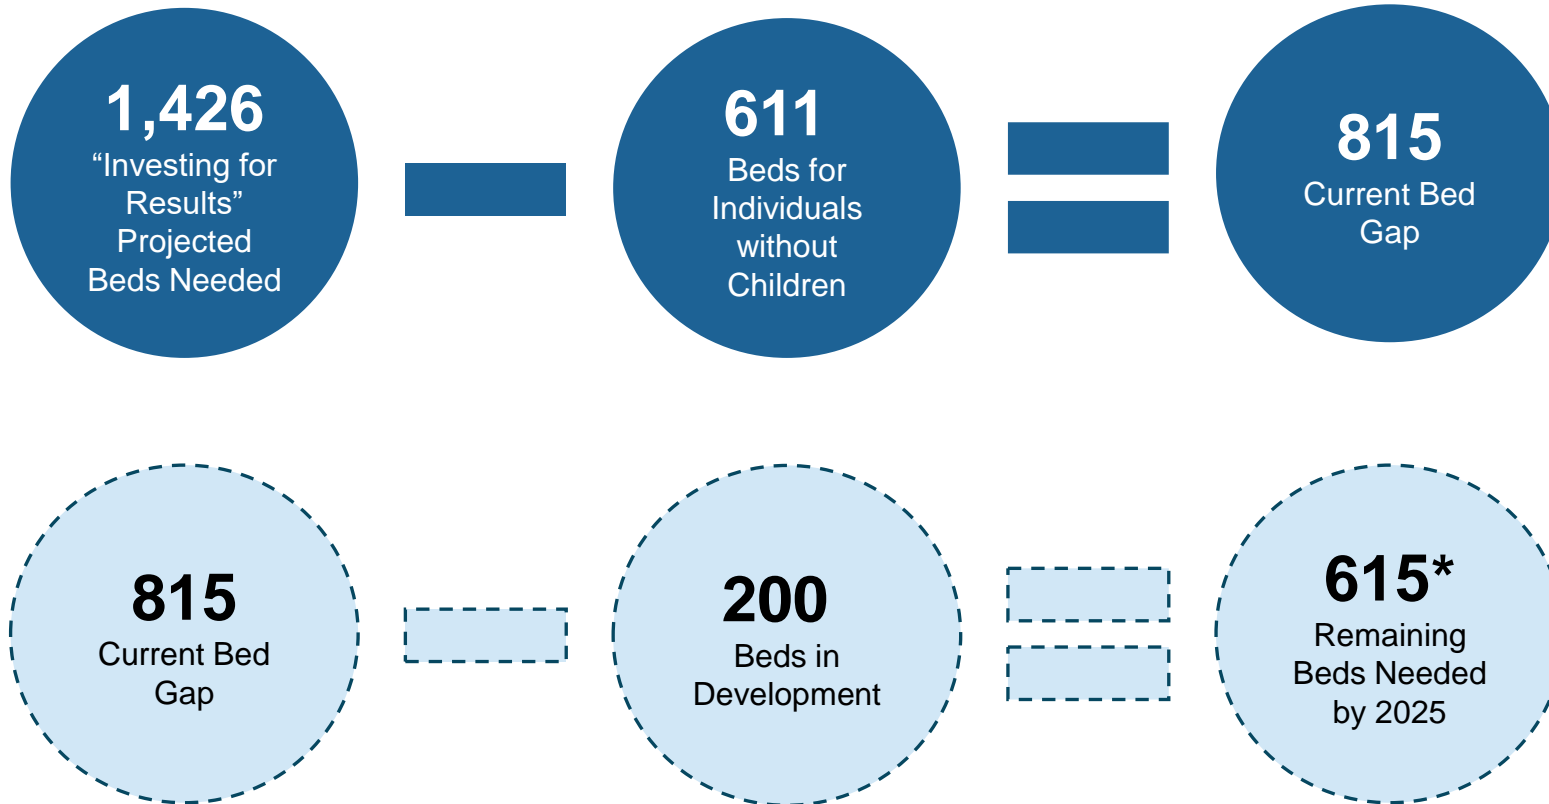 1,426
“Investing for
Results”
Projected
Beds Needed
611
Beds for
Individuals
without
Children
815
Current Bed
Gap
815
Current Bed
Gap
200
Beds in
Development
615*
Remaining
Beds Needed
by 2025